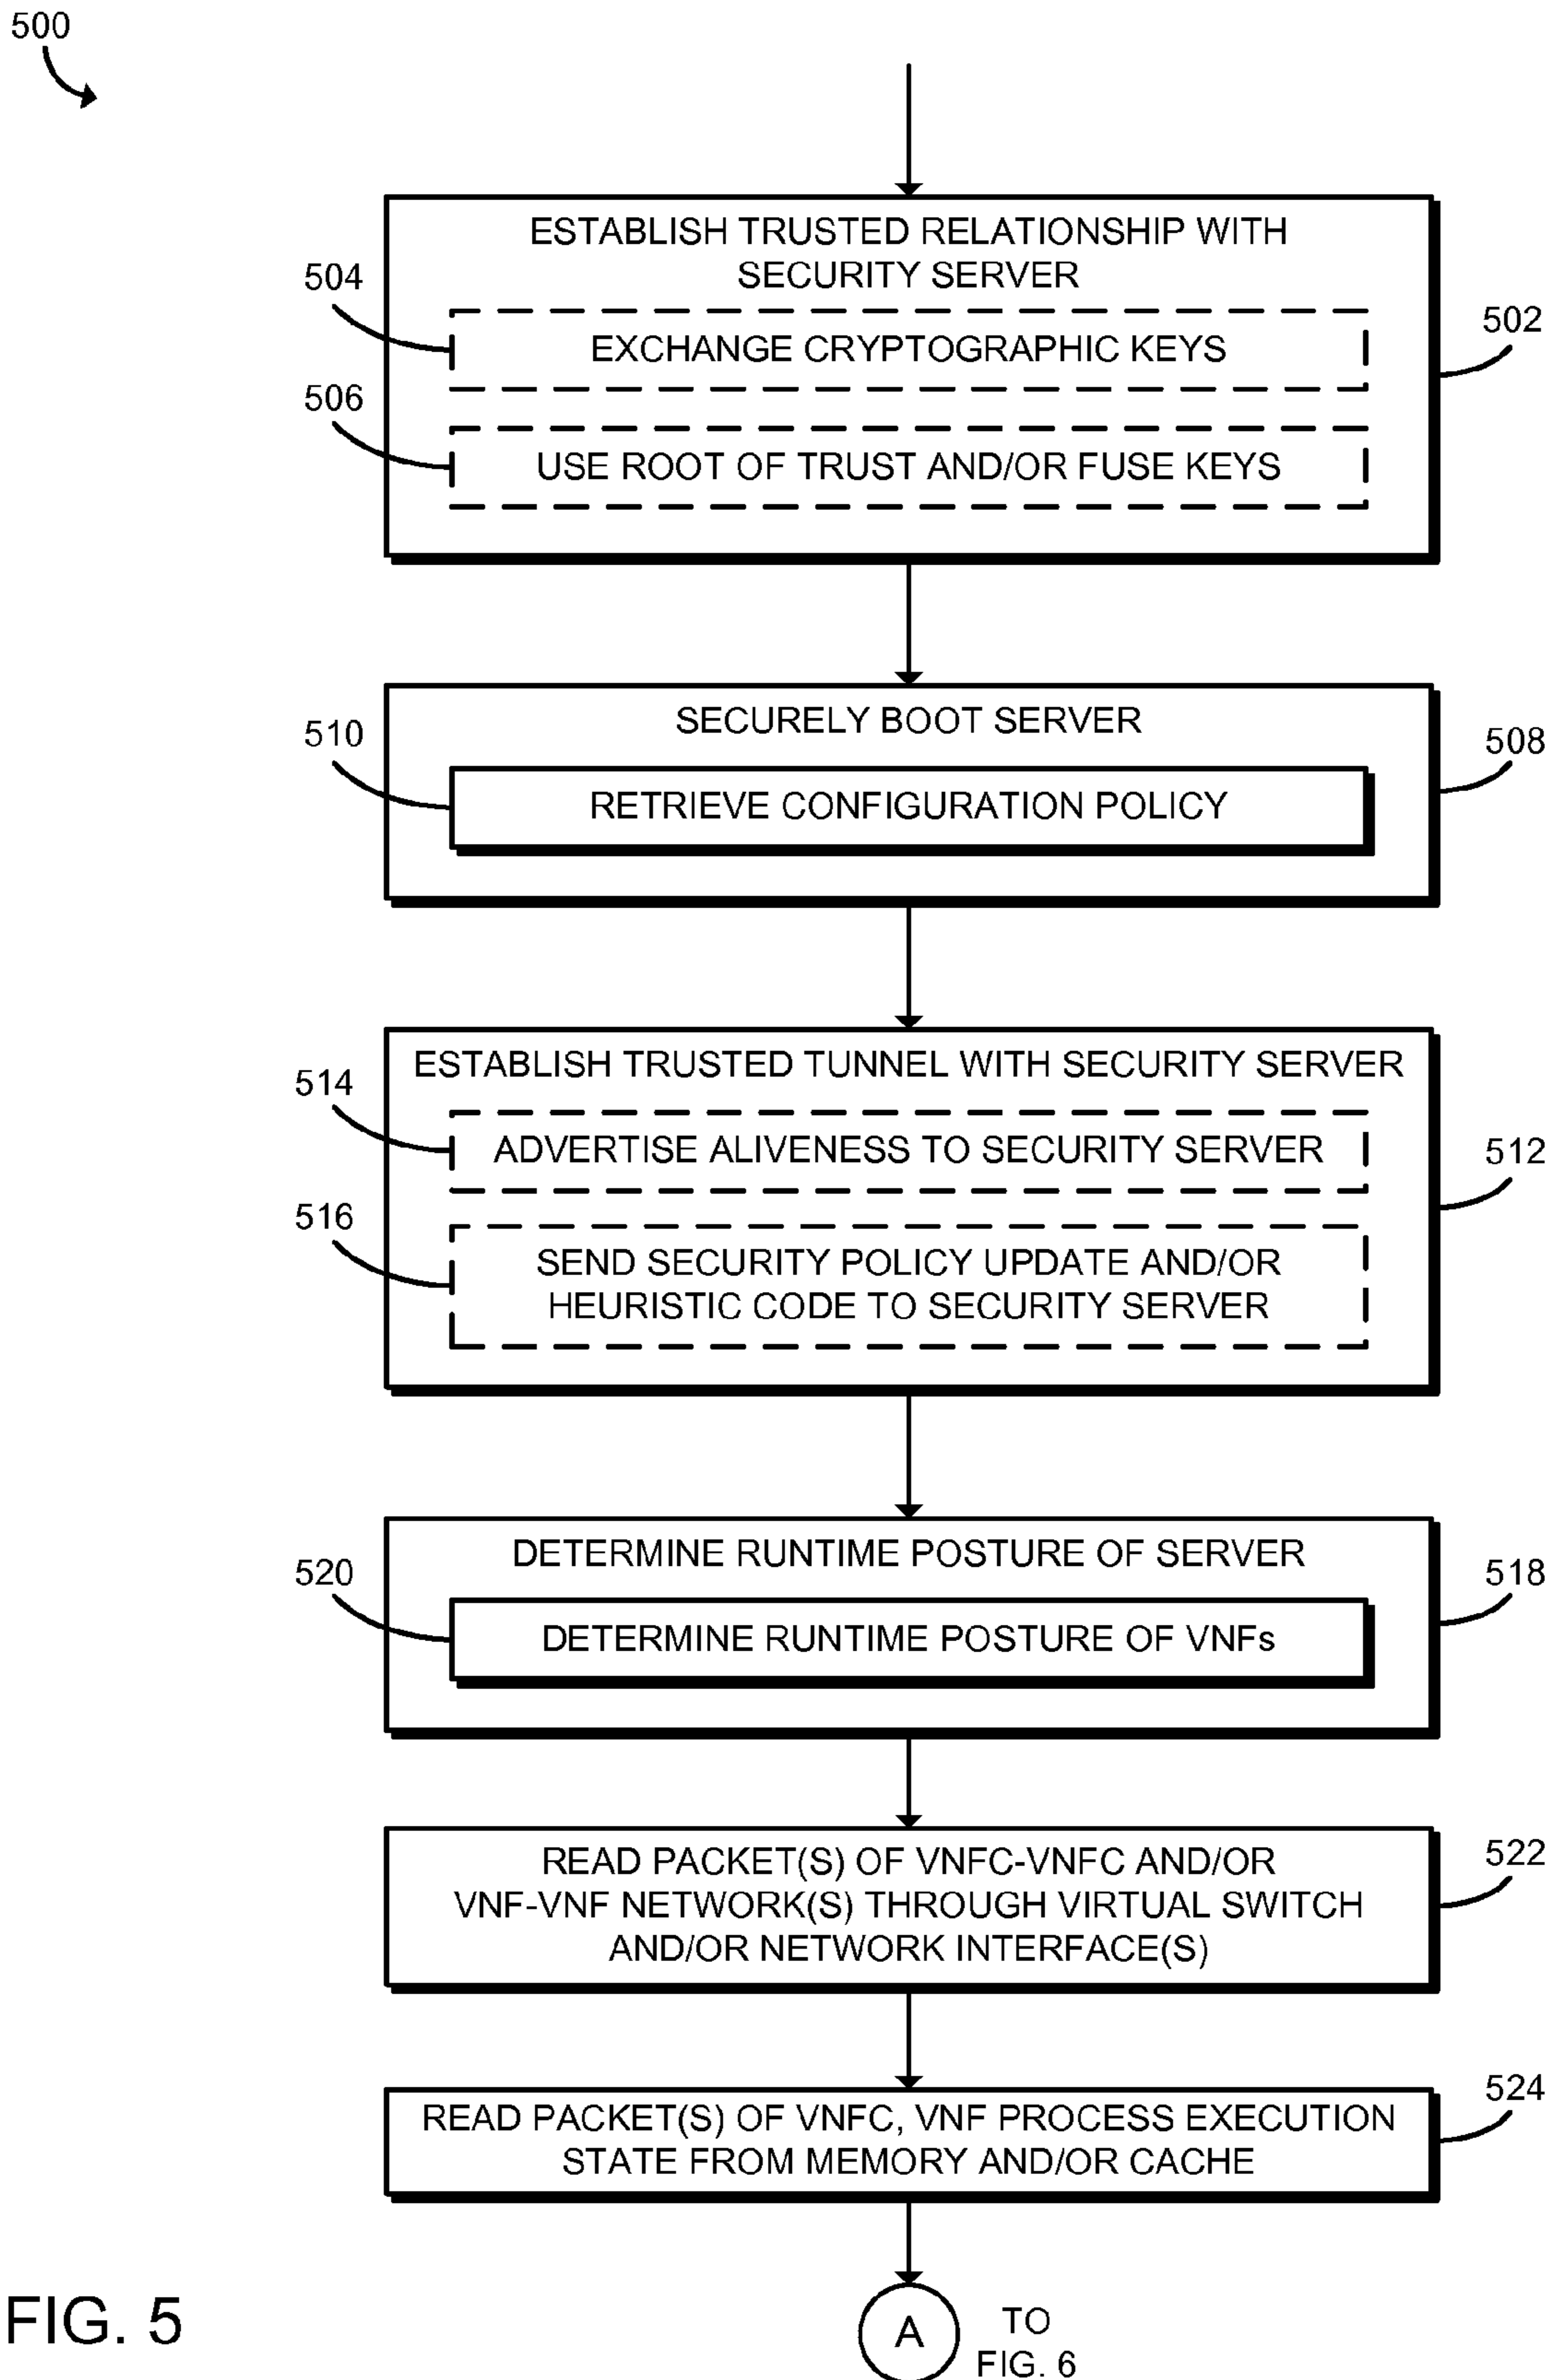 500
ESTABLISH TRUSTED RELATIONSHIP WITH
SECURITY SERVER
504
EXCHANGE CRYPTOGRAPHIC KEYS
502
506
USE ROOT OF TRUST AND/OR FUSE KEYS
SECURELY BOOT SERVER
510
508
RETRIEVE CONFIGURATION POLICY
ESTABLISH TRUSTED TUNNEL WITH SECURITY SERVER
514
ADVERTISE ALIVENESS TO SECURITY SERVER
512
516
SEND SECURITY POLICY UPDATE AND/OR
HEURISTIC CODE TO SECURITY SERVER
DETERMINE RUNTIME POSTURE OF SERVER
520
518
DETERMINE RUNTIME POSTURE OF VNFs
READ PACKET(S) OF VNFC-VNFC AND/OR
VNF-VNF NETWORK(S) THROUGH VIRTUAL SWITCH
AND/OR NETWORK INTERFACE(S)
522
READ PACKET(S) OF VNFC, VNF PROCESS EXECUTION
STATE FROM MEMORY AND/OR CACHE
524
A
TO
FIG. 6
FIG. 5